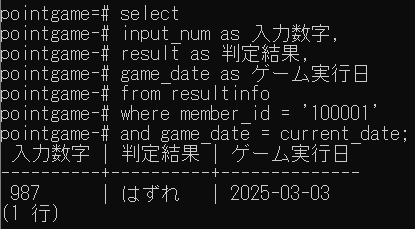 pointgame=# select
pointgame-# input_num as 入力数字,
pointgame-# result as 判定結果,
pointgame-# game_date as ゲーム実行日
pointgame-# from resultinfo
pointgame-# where member_id = '100001'
pointgame-# and game_date = current_date;
 入力数字 | 判定結果 | ゲーム実行日
----------+----------+--------------
 987      | はずれ   | 2025-03-03
(1 行)